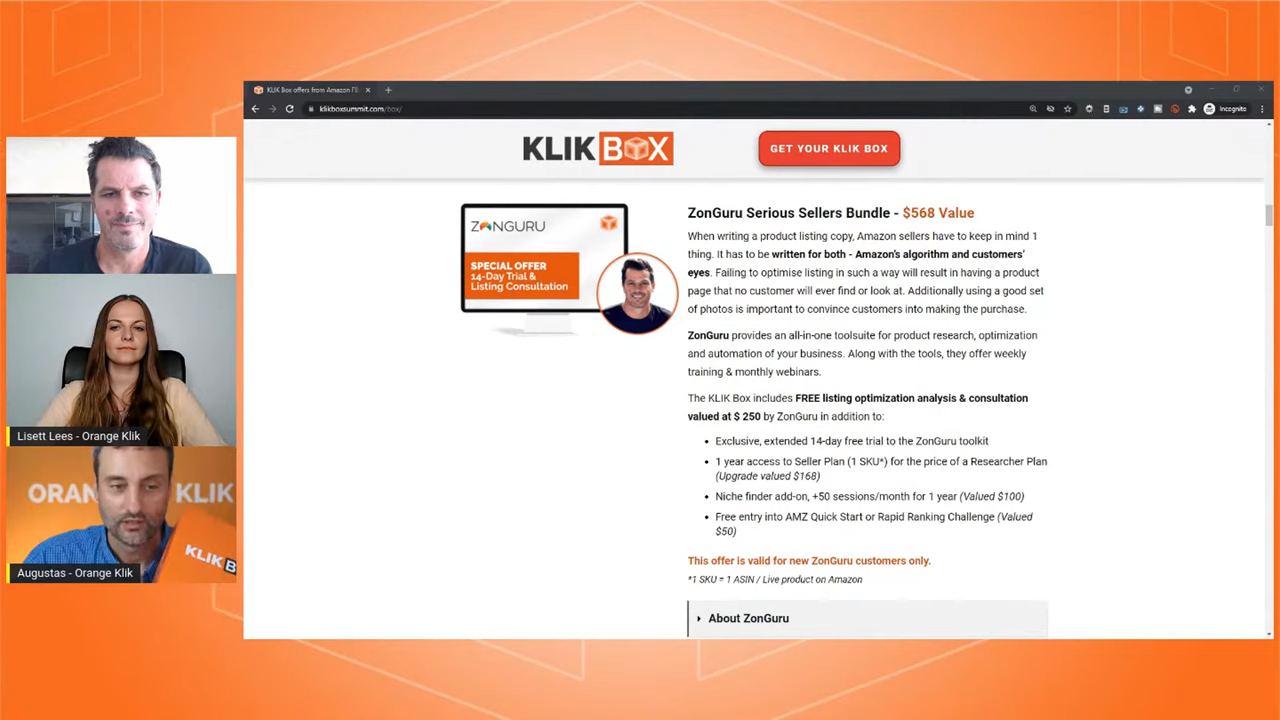 KLIK Box offers from Amazon FB
klikboxsummit.com/box/
Incognito
KLIK BOX
GET YOUR KLIK BOX
ZONGURU
SPECIAL OFFER
14-Day Trial &
Listing Consultation
ZonGuru Serious Sellers Bundle - $568 Value
When writing a product listing copy, Amazon sellers have to keep in mind 1
thing. It has to be written for both - Amazon's algorithm and customers'
eyes. Failing to optimise listing in such a way will result in having a product
page that no customer will ever find or look at. Additionally using a good set
of photos is important to convince customers into making the purchase.
ZonGuru provides an all-in-one toolsuite for product research, optimization
and automation of your business. Along with the tools, they offer weekly
training & monthly webinars.
The KLIK Box includes FREE listing optimization analysis & consultation
valued at $ 250 by ZonGuru in addition to:
• Exclusive, extended 14-day free trial to the ZonGuru toolkit
• 1 year access to Seller Plan (1 SKU*) for the price of a Researcher Plan
(Upgrade valued $168)
• Niche finder add-on, +50 sessions/month for 1 year (Valued $100)
• Free entry into AMZ Quick Start or Rapid Ranking Challenge (Valued
$50)
This offer is valid for new ZonGuru customers only.
*1 SKU = 1 ASIN / Live product on Amazon
About ZonGuru
Lisett Lees - Orange Klik
ORAN KLIK
KLIKB
Augustas - Orange Klik